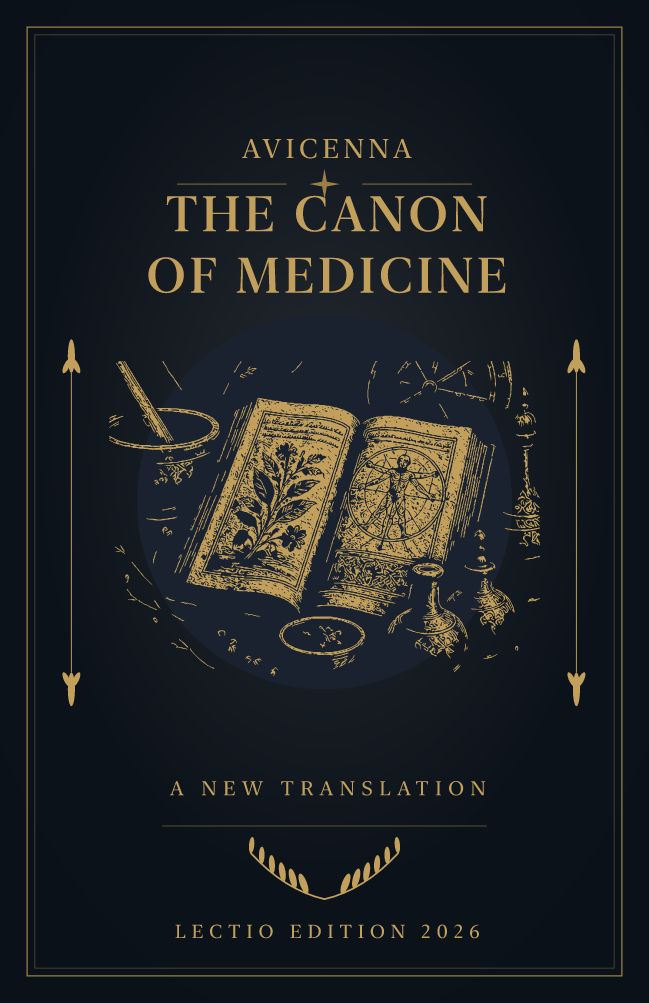 AVICENNA
THE CANON
OF MEDICINE
A NEW TRANSLATION
LECTIO EDITION 2026